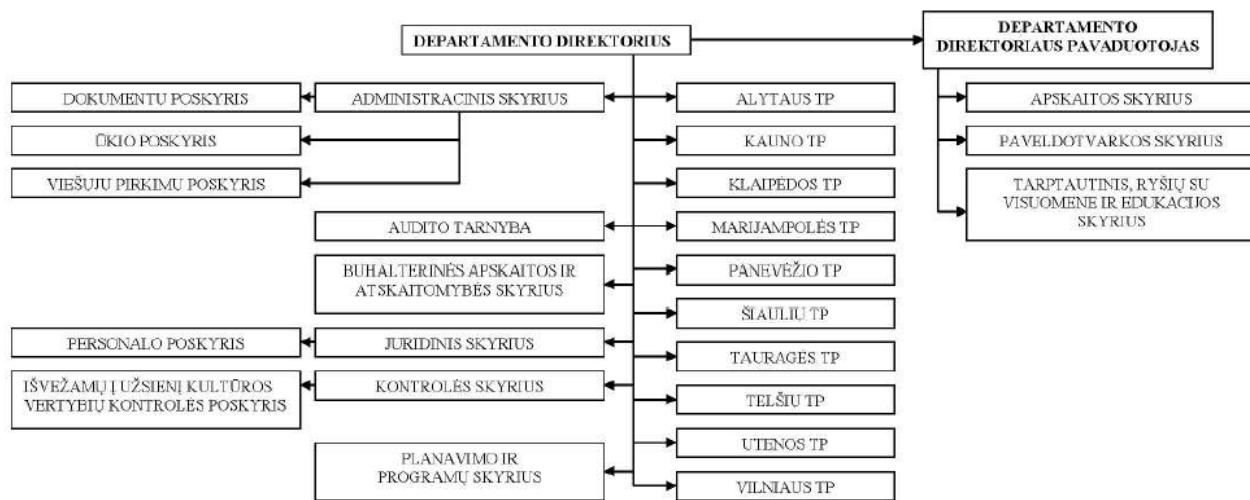 DEPARTAMENTO DIREKTORIUS
DEPARTAMENTO
DIREKTORIAUS PAVADUOTOJAS
DOKUMENTU POSKYRIS
ADMINISTRACINIS SKYRIUS
ALYTAUS TP
APSKAITOS SKYRIUS
ŪKIO POSKYRIS
KAUNO TP
PAVELDOTVARKOS SKYRIUS
VIEŠUJU PIRKIMU POSKYRIS
KLAIPĖDOS TP
TARPTAUTINIS, RYŠIŲ SU
VISUOMENE IR EDUKACIJOS
SKYRIUS
AUDITO TARNYBA
MARIJAMPOLĖS TP
BUHALTERINĖS APSKAITOS IR
ATSKAITOMYBĖS SKYRIUS
PANEVĖŽIO TP
ŠIAULIŲ TP
PERSONALO POSKYRIS
JURIDINIS SKYRIUS
TAURAGĖS TP
IŠVEŽAMŲ Į UŽSIENĮ KULTŪROS
VERTYBIŲ KONTROLĖS POSKYRIS
KONTROLĖS SKYRIUS
TELŠIŲ TP
UTENOS TP
PLANAVIMO IR
PROGRAMŲ SKYRIUS
VILNIAUS TP